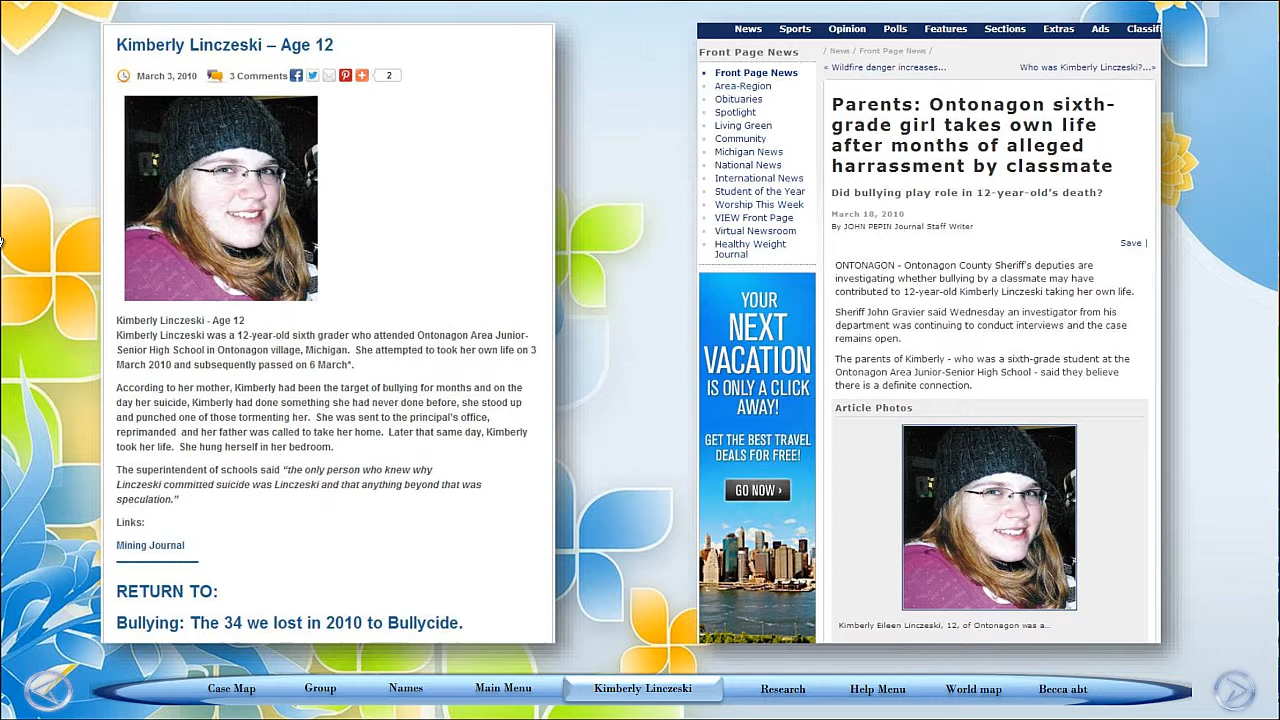 Kimberly Linczeski – Age 12
March 3, 2010 3 Comments 2
Kimberly Linczeski - Age 12
Kimberly Linczeski was a 12-year-old sixth grader who attended Ontonagon Area Junior-
Senior High School in Ontonagon village, Michigan. She attempted to took her own life on 3
March 2010 and subsequently passed on 6 March*.
According to her mother, Kimberly had been the target of bullying for months and on the
day her suicide, Kimberly had done something she had never done before, she stood up
and punched one of those tormenting her. She was sent to the principal's office,
reprimanded and her father was called to take her home. Later that same day, Kimberly
took her life. She hung herself in her bedroom.
The superintendent of schools said “the only person who knew why
Linczeski committed suicide was Linczeski and that anything beyond that was
speculation.”
Links:
Mining Journal
RETURN TO:
Bullying: The 34 we lost in 2010 to Bullycide.
News Sports Opinion Polls Features Sections Extras Ads Classifi
Front Page News
Front Page News
Area-Region
Obituaries
Spotlight
Living Green
Community
Michigan News
National News
International News
Student of the Year
Worship This Week
VIEW Front Page
Virtual Newsroom
Healthy Weight
Journal
YOUR
NEXT
VACATION
IS ONLY A CLICK
AWAY!
GET THE BEST TRAVEL
DEALS FOR FREE!
GO NOW ›
/ News / Front Page News /
« Wildfire danger increases... Who was Kimberly Linczeski?...»
Parents: Ontonagon sixth-
grade girl takes own life
after months of alleged
harrassment by classmate
Did bullying play role in 12-year-old's death?
March 18, 2010
By JOHN PEPIN Journal Staff Writer
Save |
ONTONAGON - Ontonagon County Sheriff's deputies are
investigating whether bullying by a classmate may have
contributed to 12-year-old Kimberly Linczeski taking her own life.
Sheriff John Gravier said Wednesday an investigator from his
department was continuing to conduct interviews and the case
remains open.
The parents of Kimberly - who was a sixth-grade student at the
Ontonagon Area Junior-Senior High School - said they believe
there is a definite connection.
Article Photos
Kimberly Eileen Linczeski, 12, of Ontonagon was a...
Case Map Group Names Main Menu Kimberly Linczeski Research Help Menu World map Becca abt